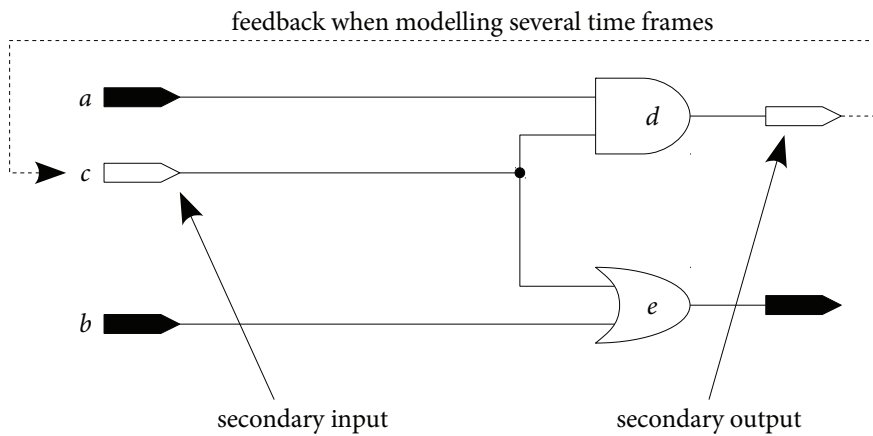 feedback when modelling several time frames
a
d
c
b
e
secondary input
secondary output